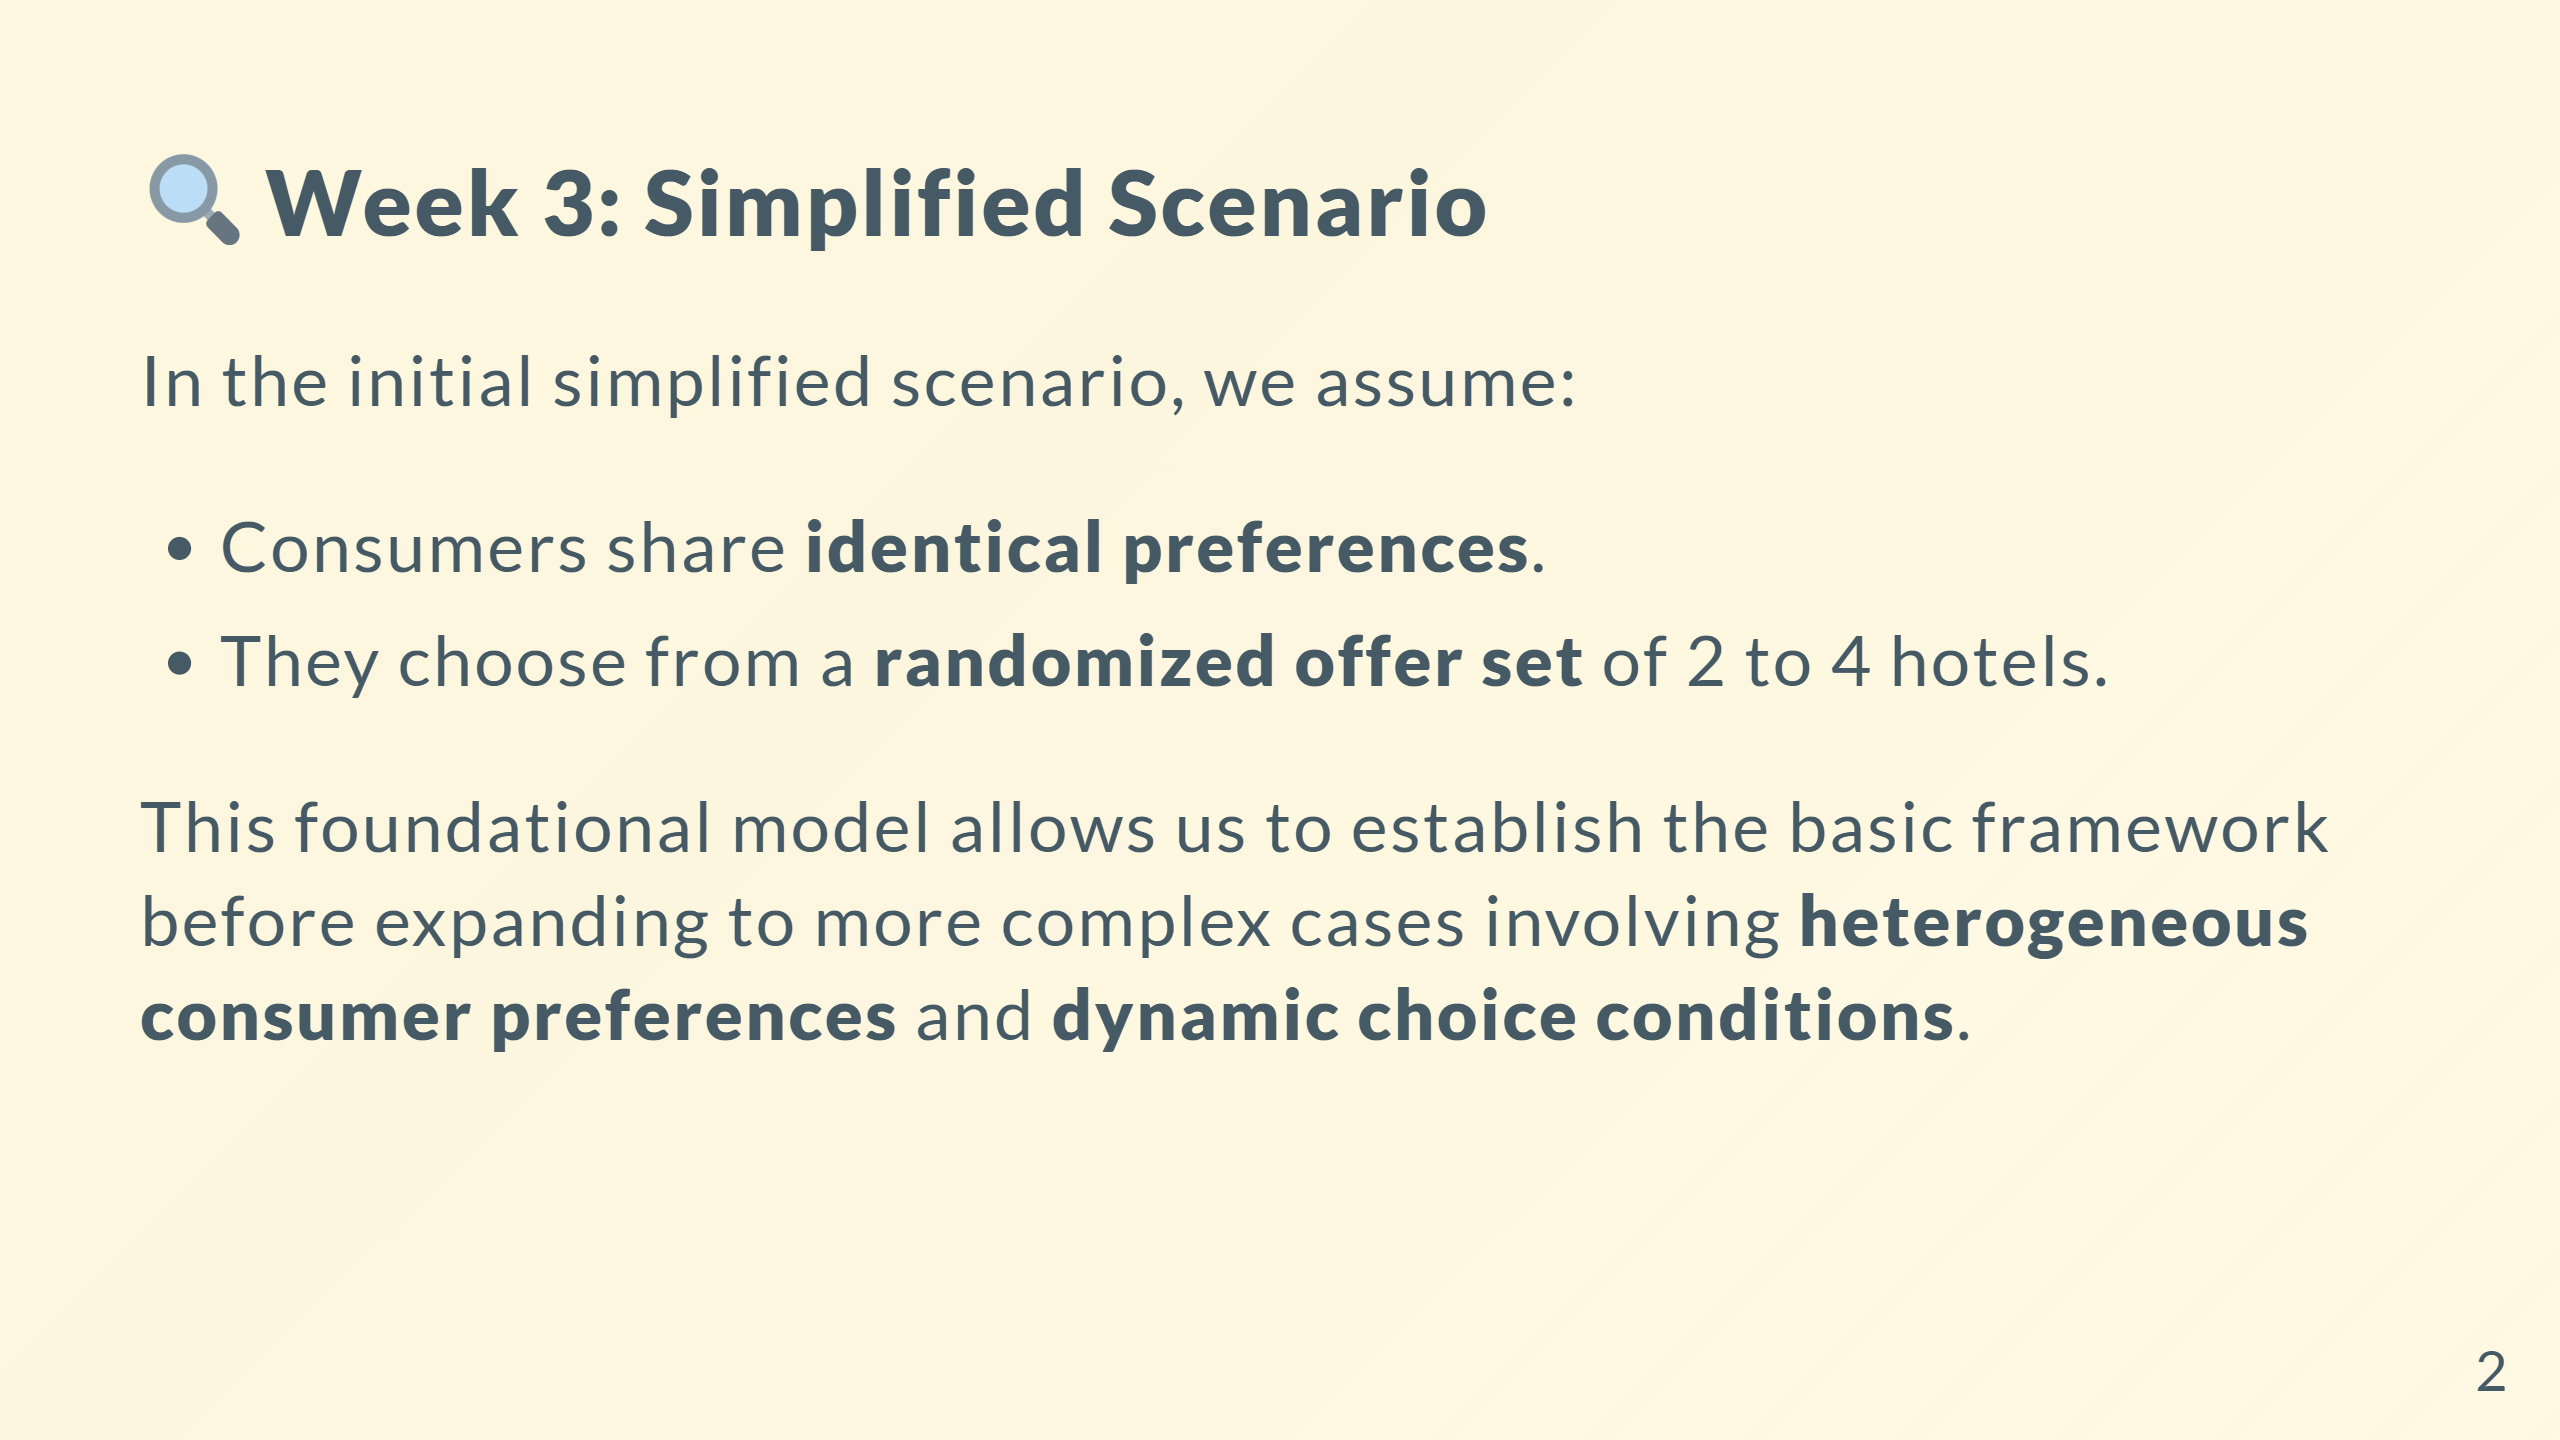 Week 3: Simplified Scenario
In the initial simplified scenario, we assume:
• Consumers share identical preferences.
• They choose from a randomized offer set of 2 to 4 hotels.
This foundational model allows us to establish the basic framework
before expanding to more complex cases involving heterogeneous
consumer preferences and dynamic choice conditions.
2